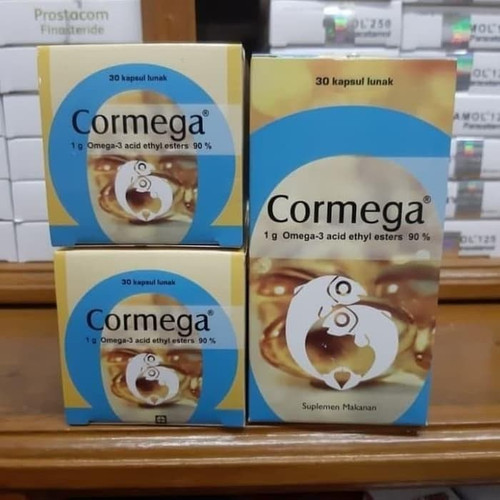 Prostacom
Finasteride
30 kapsul lunak
Cormega®
1 g Omega-3 acid ethyl esters 90 %
30 kapsul lunak
Cormega®
1 g Omega-3 acid ethyl esters 90 %
30 kapsul lunak
Cormega®
1 g Omega-3 acid ethyl esters 90 %
Suplemen Makanan